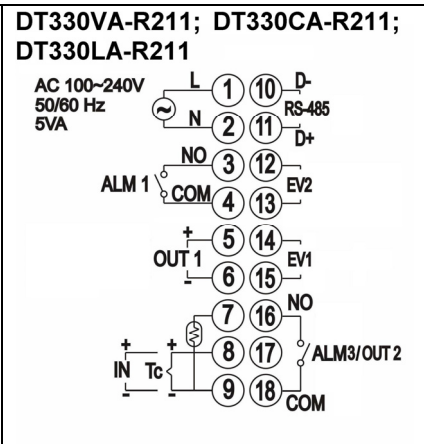 DT330VA-R211; DT330CA-R211;
DT330LA-R211
AC 100~240V
50/60 Hz
5VA
L 1 10 D-
RS-485
N 2 11 D+
NO 3 12
ALM 1 EV2
COM 4 13
+ 5 14
OUT 1 EV1
- 6 15
7 16 NO
+ + 8 17
IN Tc ALM3/OUT 2
- - 9 18 COM